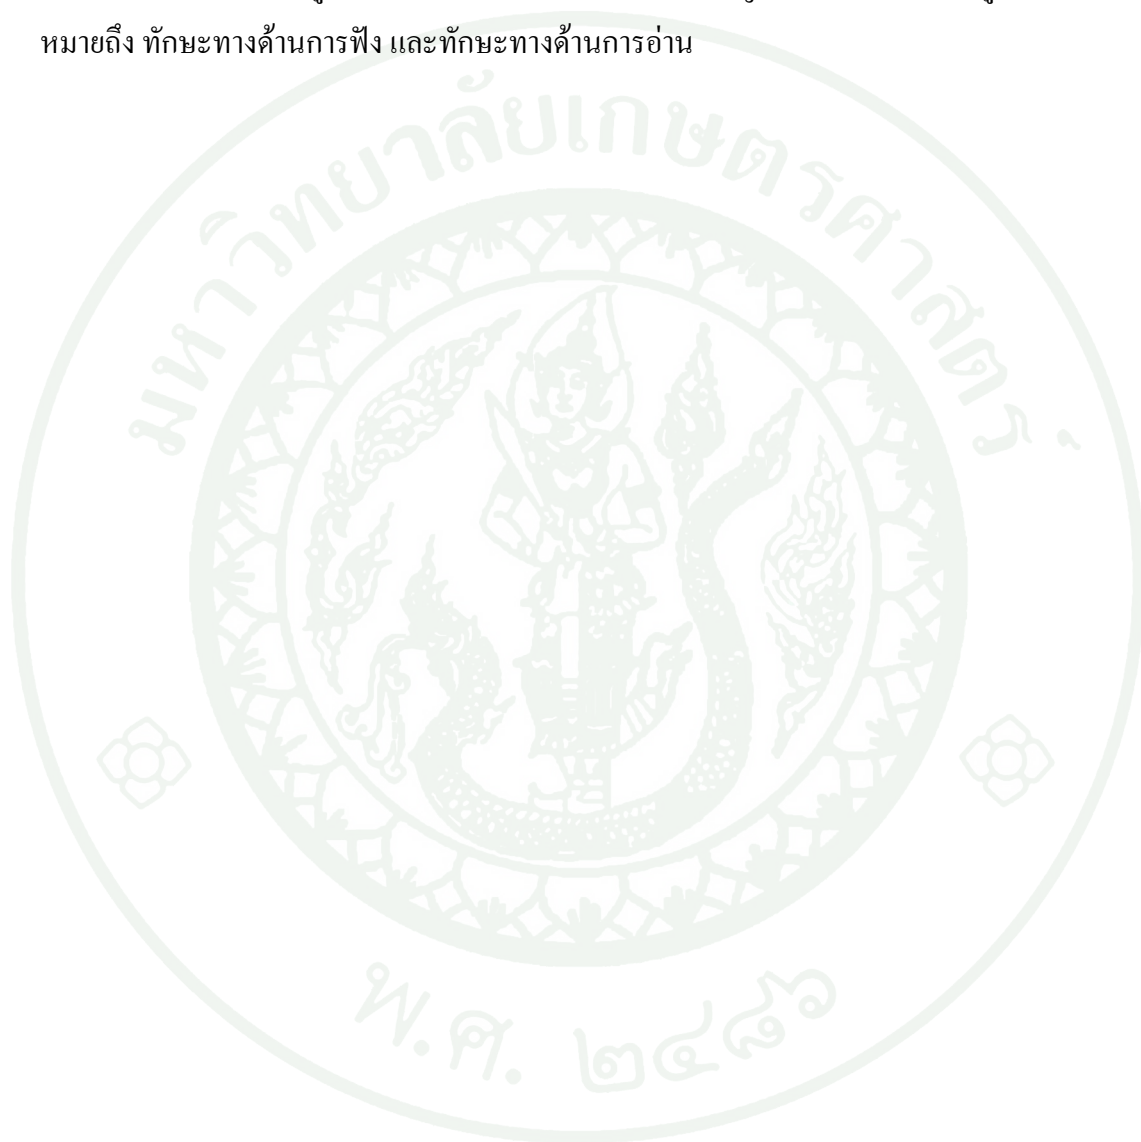 หมายถึง ทักษะทางด้านการฟัง และทักษะทางด้านการอ่าน
มหาวิทยาลัยเกษตรศาสตร์
พ.ศ. ๒๔๘๖